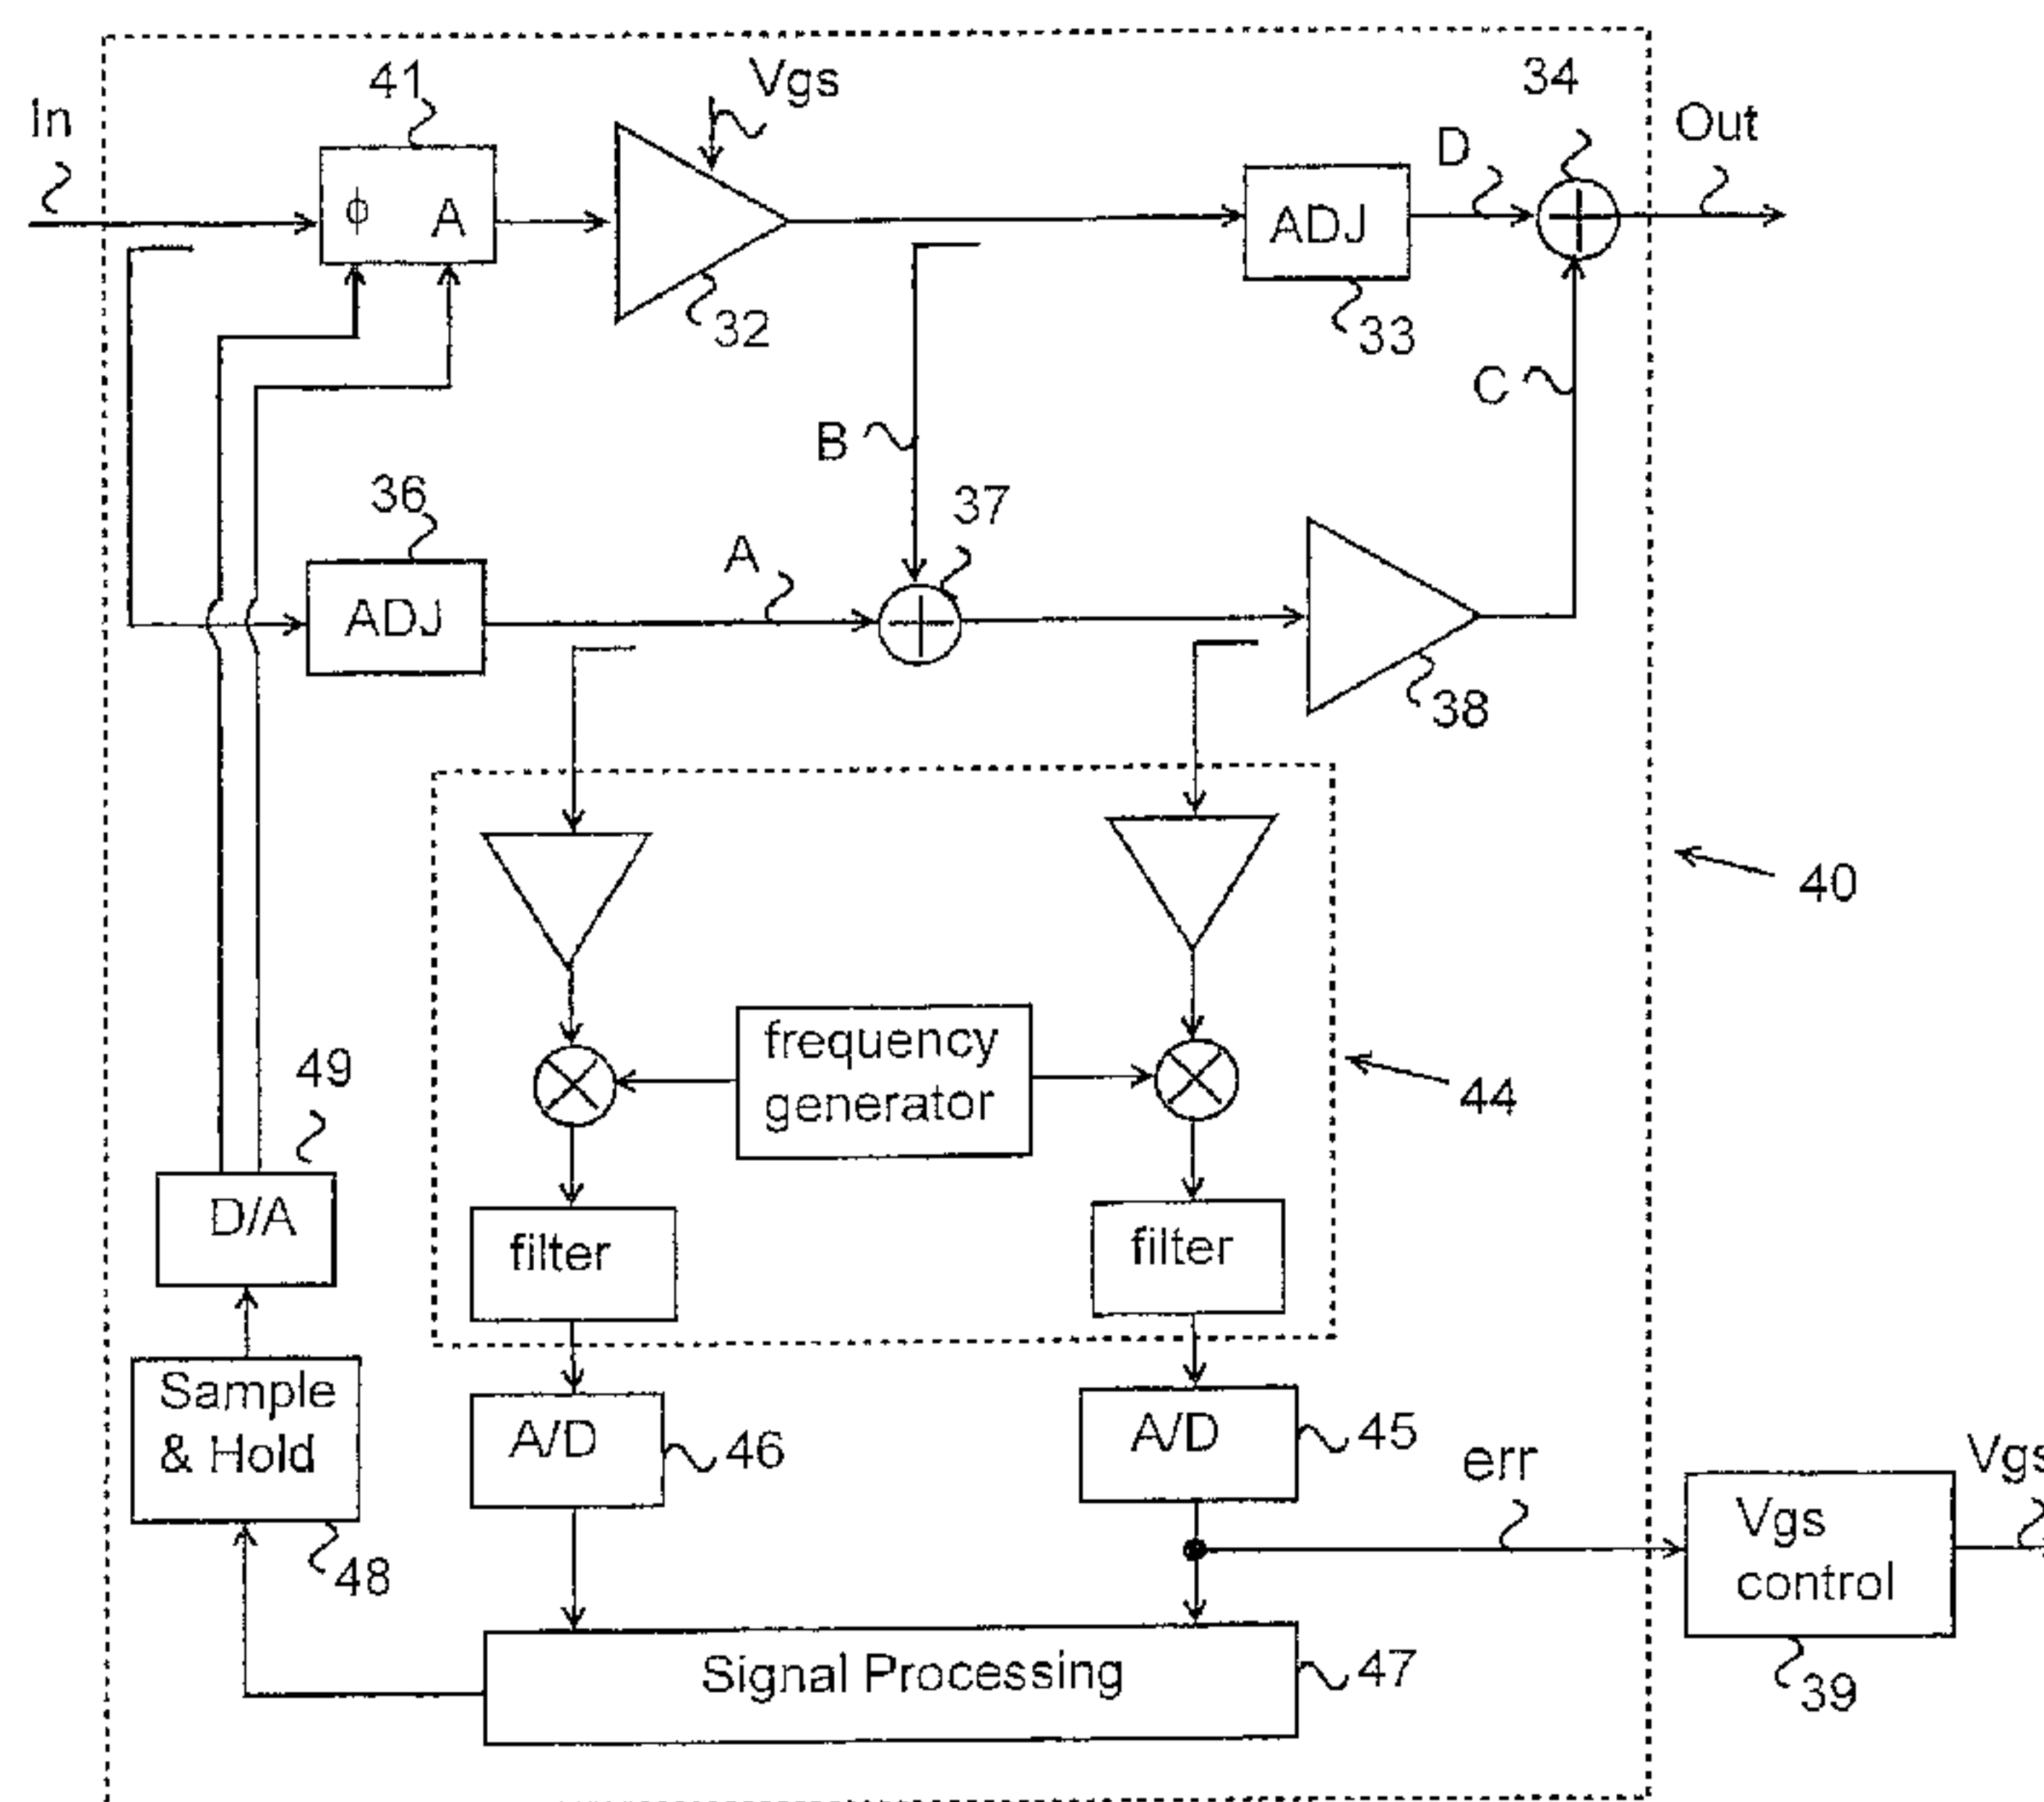 In
41
Vgs
34
Out
D
ϕ A
ADJ
32
33
C
B
36
37
A
ADJ
38
40
frequency
generator
44
49
D/A
filter
filter
Sample
& Hold
A/D
46
A/D
45
err
Vgs
Vgs
control
48
Signal Processing
47
39